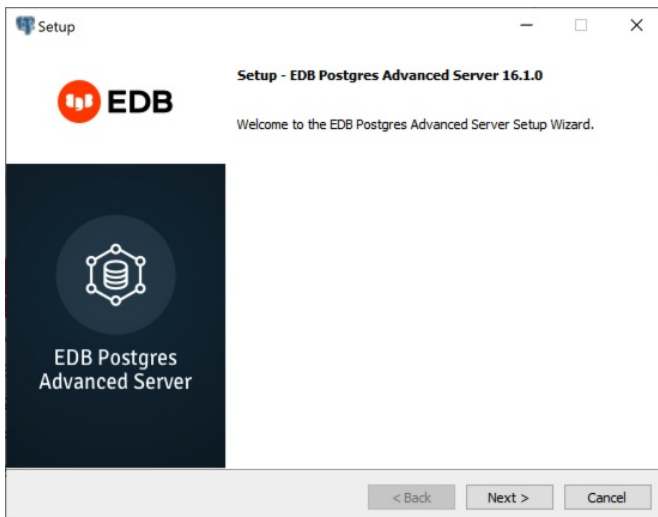 Setup
EDB
Setup - EDB Postgres Advanced Server 16.1.0
Welcome to the EDB Postgres Advanced Server Setup Wizard.
EDB Postgres
Advanced Server
< Back
Next >
Cancel